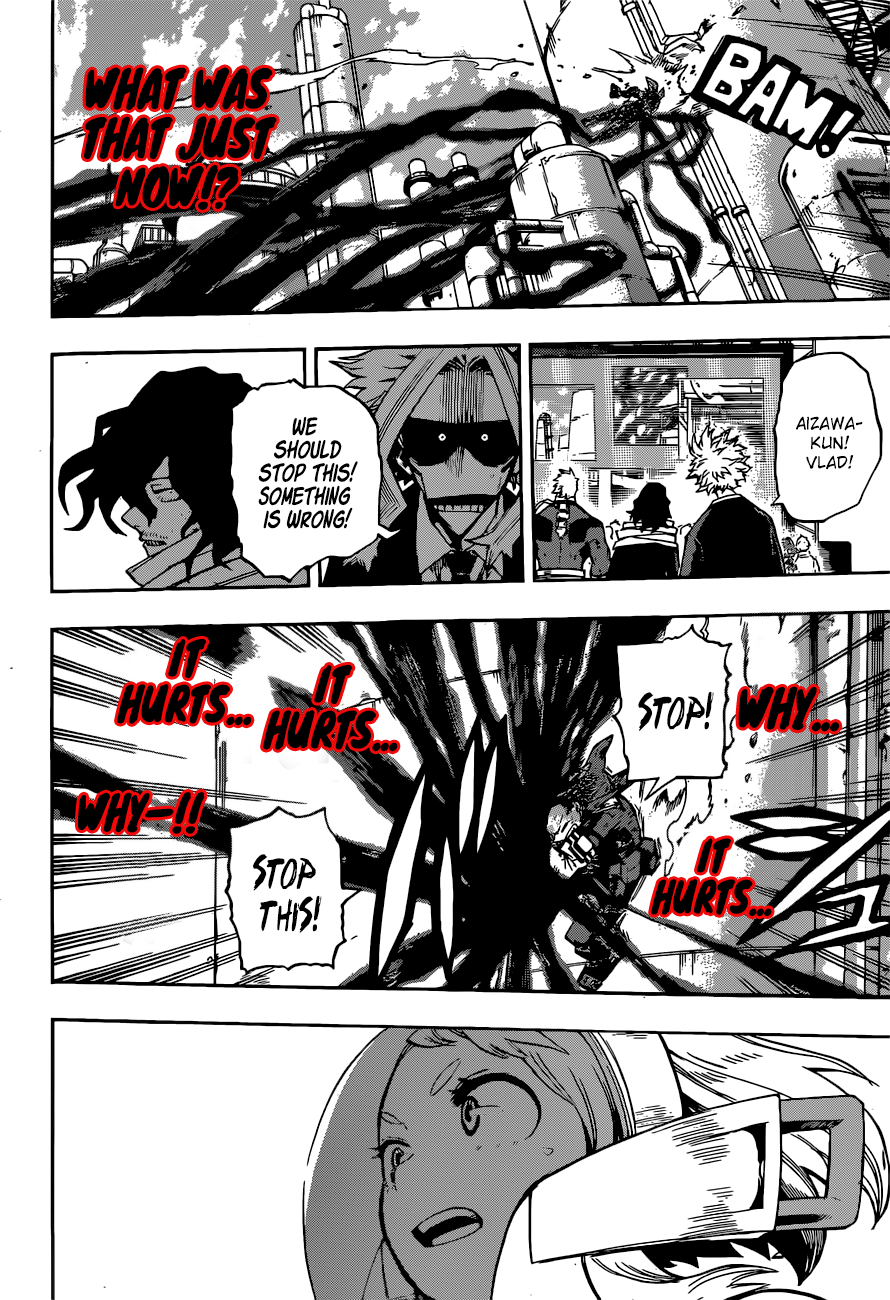 BAM!
WHAT WAS
THAT JUST
NOW!?
AIZAWA-
KUN!
VLAD!
WE
SHOULD
STOP THIS!
SOMETHING
IS WRONG!
WHY...
STOP!
IT
HURTS...
IT
HURTS...
IT
HURTS...
STOP
THIS!
WHY—!!